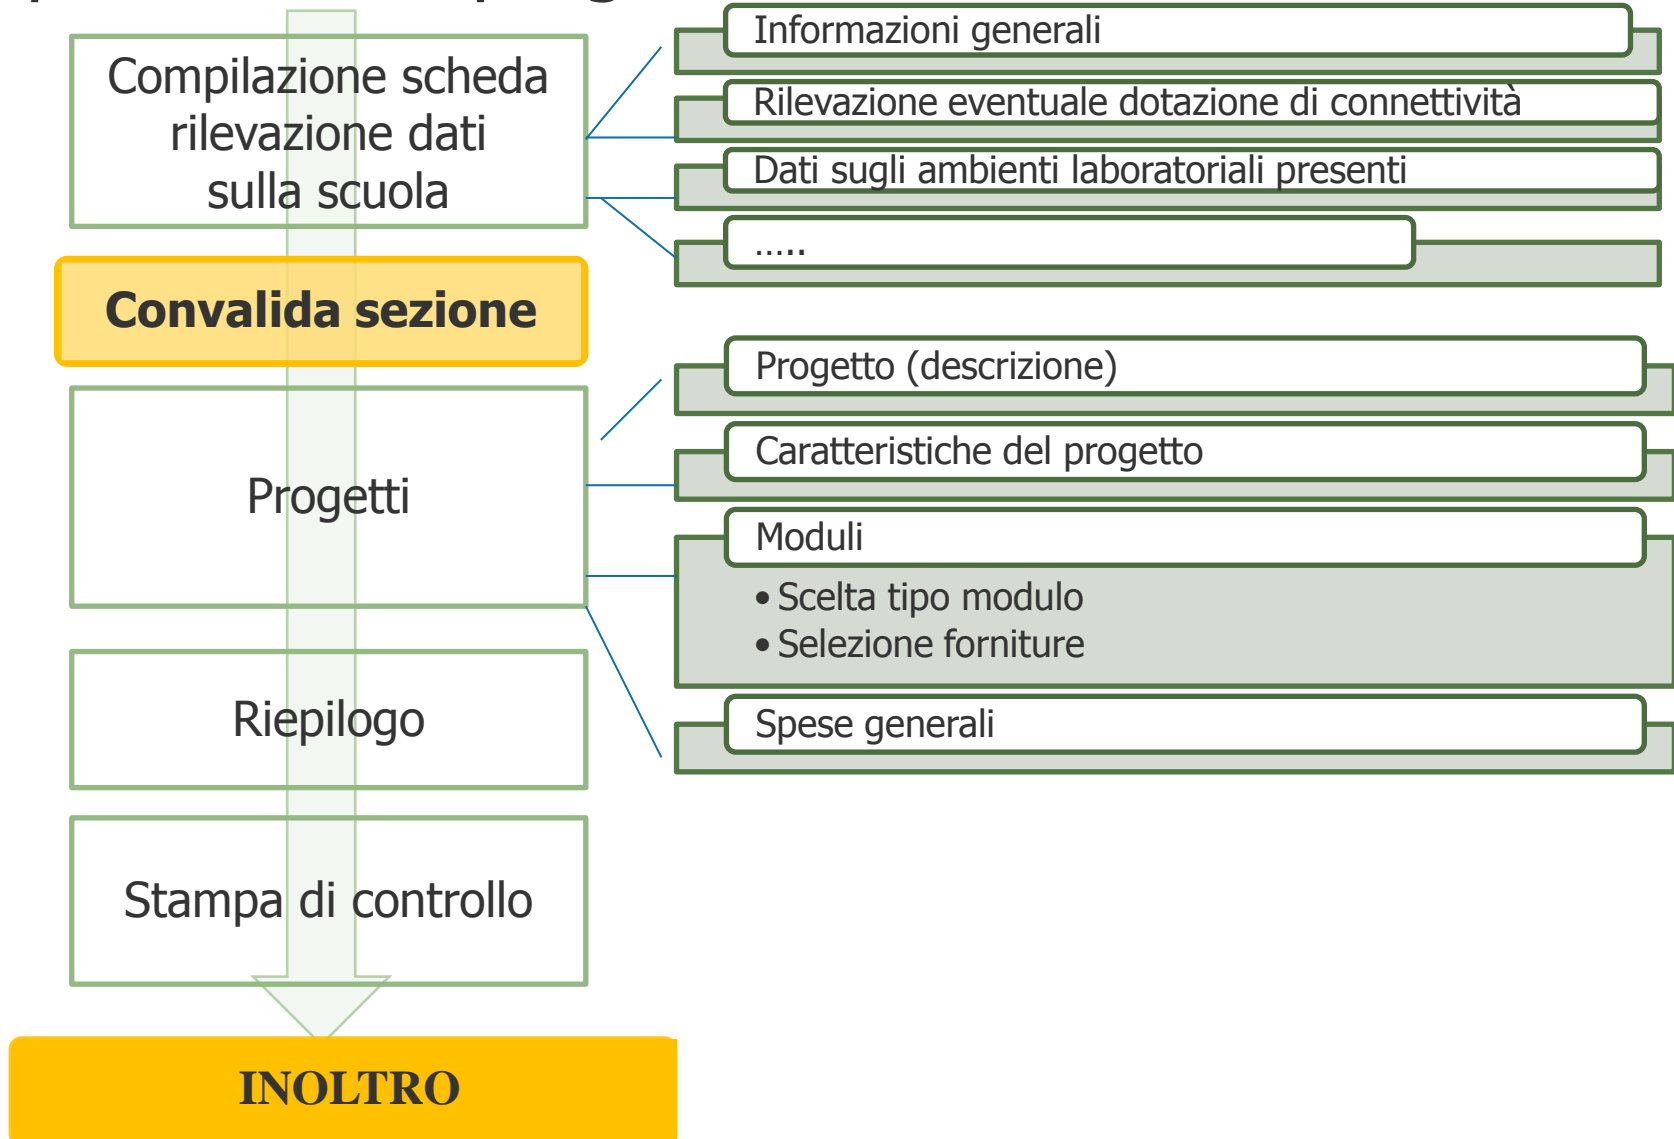 Compilazione scheda
rilevazione dati
sulla scuola
Informazioni generali
Rilevazione eventuale dotazione di connettività
Dati sugli ambienti laboratoriali presenti
.....
Convalida sezione
Progetti
Progetto (descrizione)
Caratteristiche del progetto
Moduli
• Scelta tipo modulo
• Selezione forniture
Spese generali
Riepilogo
Stampa di controllo
INOLTRO